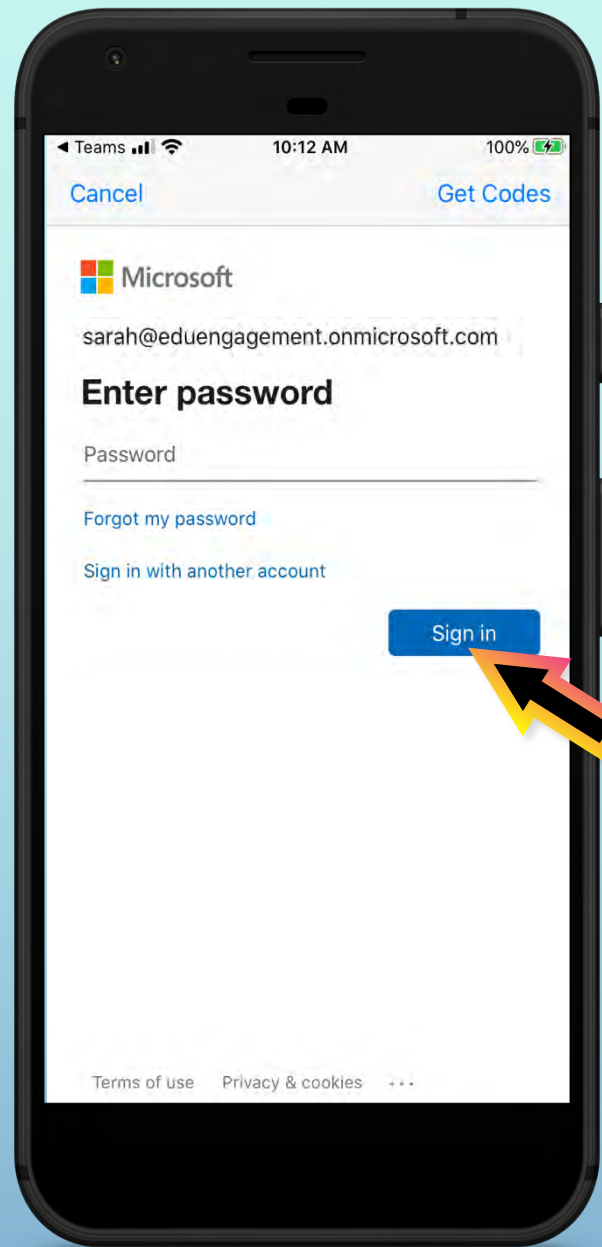 ◄ Teams 10:12 AM 100%
Cancel Get Codes
Microsoft
sarah@eduengagement.onmicrosoft.com
Enter password
Password
Forgot my password
Sign in with another account
Sign in
Terms of use Privacy & cookies ...